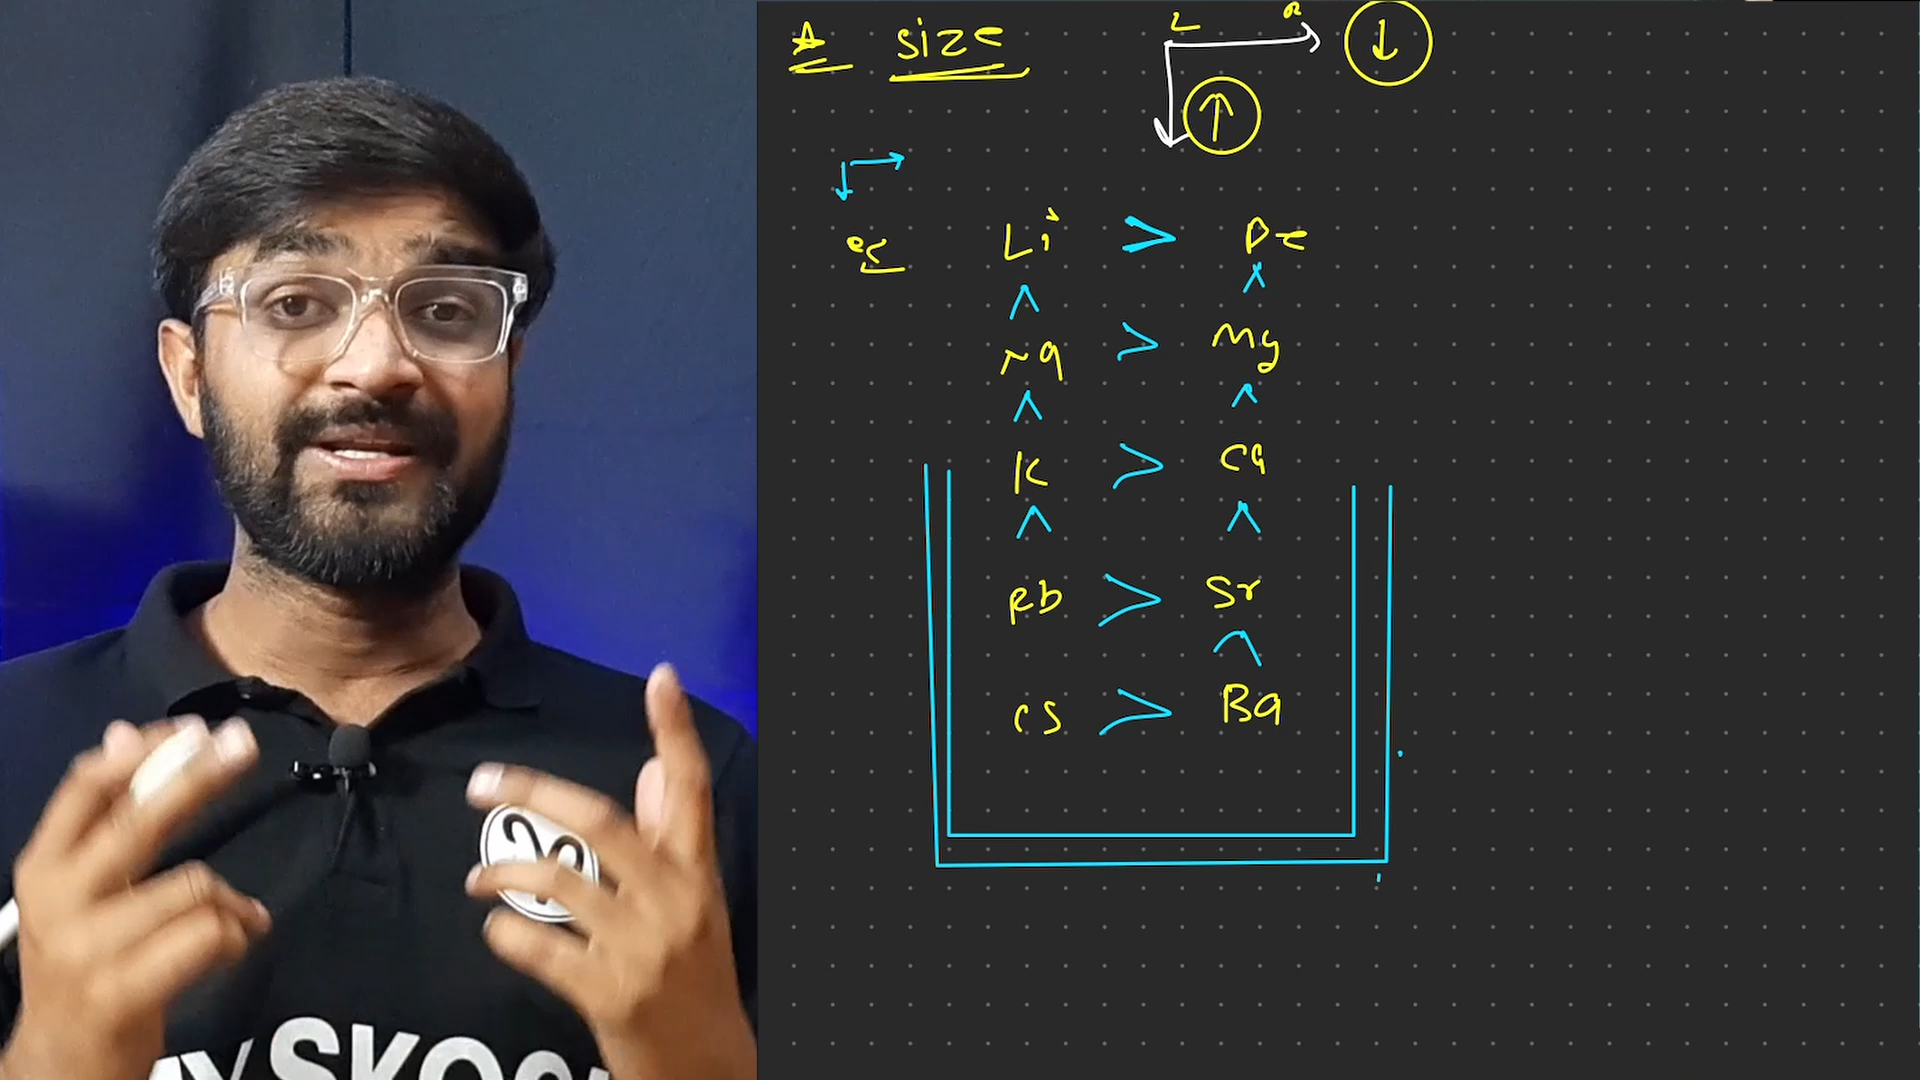 size
L R ↓
↑
Li > Be
^ ^
Na > Mg
^ ^
K > Ca
^ ^
Rb > Sr
^
Cs > Ba